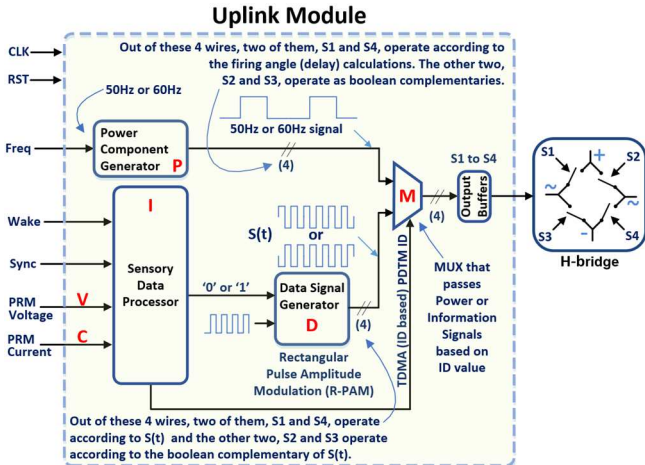 Uplink Module
CLK
RST
Out of these 4 wires, two of them, S1 and S4, operate according to
the firing angle (delay) calculations. The other two,
S2 and S3, operate as boolean complementaries.
50Hz or 60Hz
Freq
Power
Component
Generator P
50Hz or 60Hz signal
(4)
I
Sensory
Data
Processor
Wake
Sync
PRM
Voltage
V
PRM
Current
C
S(t)
or
'0' or '1'
Data Signal
Generator
D
(4)
Rectangular
Pulse Amplitude
Modulation (R-PAM)
TDMA (ID based) PDTM ID
M
(4)
S1 to S4
Output
Buffers
MUX that
passes
Power or
Information
Signals
based on
ID value
S1
+
S2
~
~
S3
-
S4
H-bridge
Out of these 4 wires, two of them, S1 and S4, operate
according to S(t) and the other two, S2 and S3 operate
according to the boolean complementary of S(t).